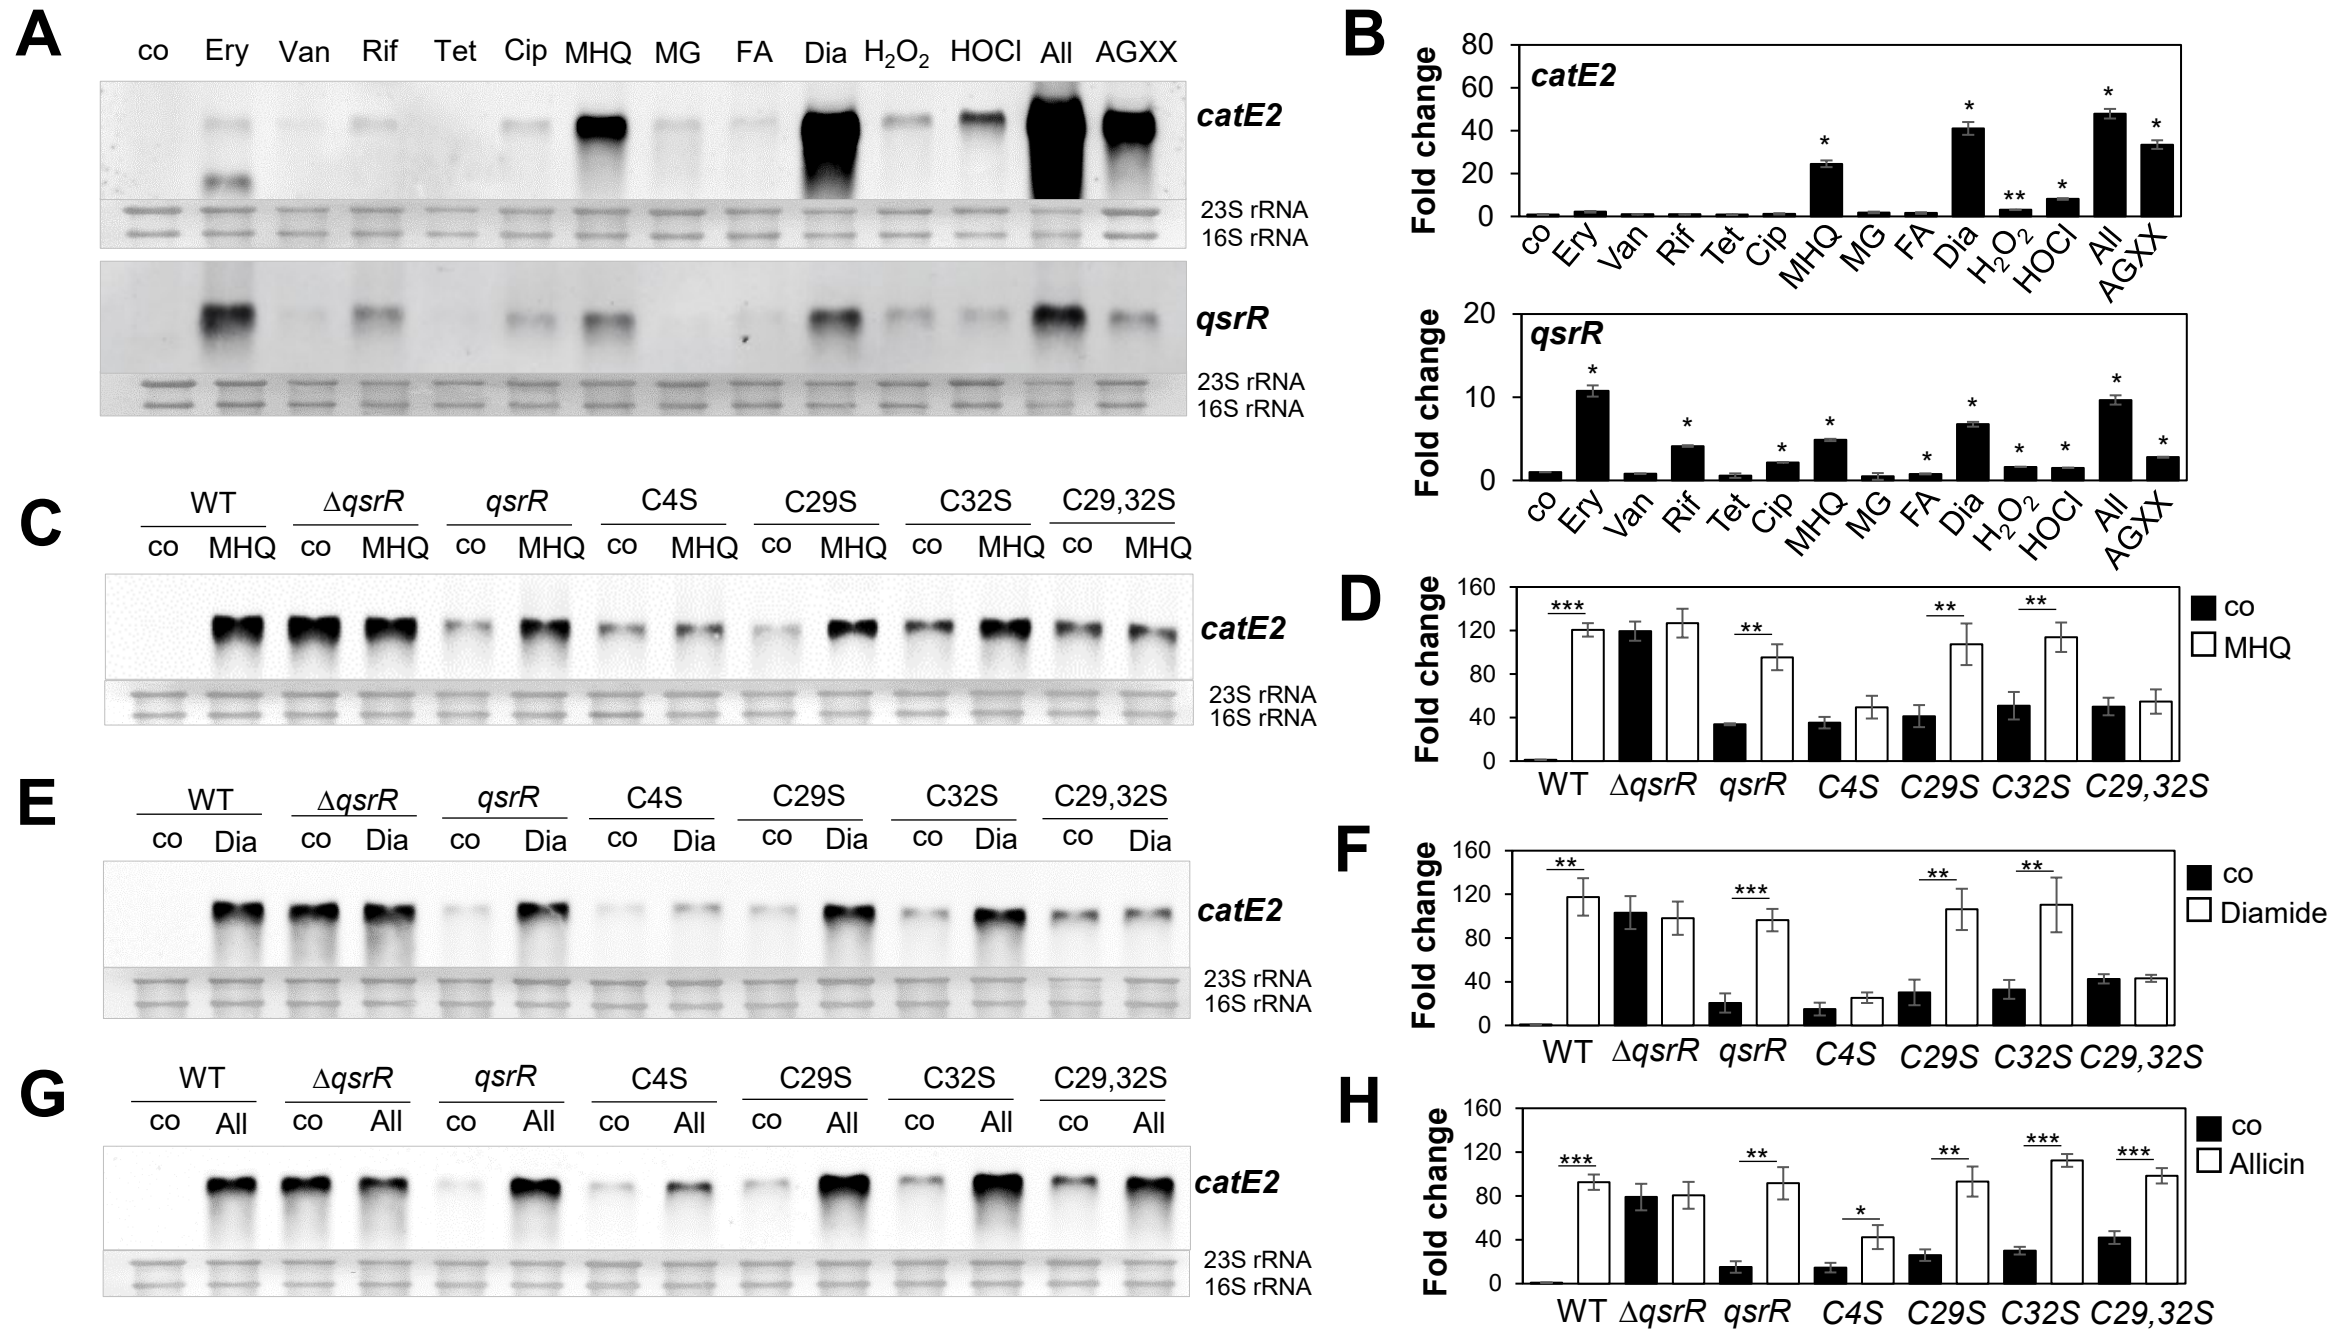 A
co Ery Van Rif Tet Cip MHQ MG FA Dia H₂O₂ HOCl All AGXX
catE2
23S rRNA
16S rRNA
qsrR
23S rRNA
16S rRNA
B
80
60
40
20
0
Fold change
catE2
*
*
**
*
*
*
co Ery Van Rif Tet Cip MHQ MG FA Dia H₂O₂ HOCl All AGXX
20
10
0
Fold change
qsrR
*
*
*
*
*
*
*
*
*
*
co Ery Van Rif Tet Cip MHQ MG FA Dia H₂O₂ HOCl All AGXX
C
WT ΔqsrR qsrR C4S C29S C32S C29,32S
co MHQ co MHQ co MHQ co MHQ co MHQ co MHQ co MHQ
catE2
23S rRNA
16S rRNA
D
160
120
80
40
0
Fold change
*** ** ** **
co
MHQ
WT ΔqsrR qsrR C4S C29S C32S C29,32S
E
WT ΔqsrR qsrR C4S C29S C32S C29,32S
co Dia co Dia co Dia co Dia co Dia co Dia co Dia
catE2
23S rRNA
16S rRNA
F
160
120
80
40
0
Fold change
** *** ** **
co
Diamide
WT ΔqsrR qsrR C4S C29S C32S C29,32S
G
WT ΔqsrR qsrR C4S C29S C32S C29,32S
co All co All co All co All co All co All co All
catE2
23S rRNA
16S rRNA
H
160
120
80
40
0
Fold change
*** ** * ** *** ***
co
Allicin
WT ΔqsrR qsrR C4S C29S C32S C29,32S